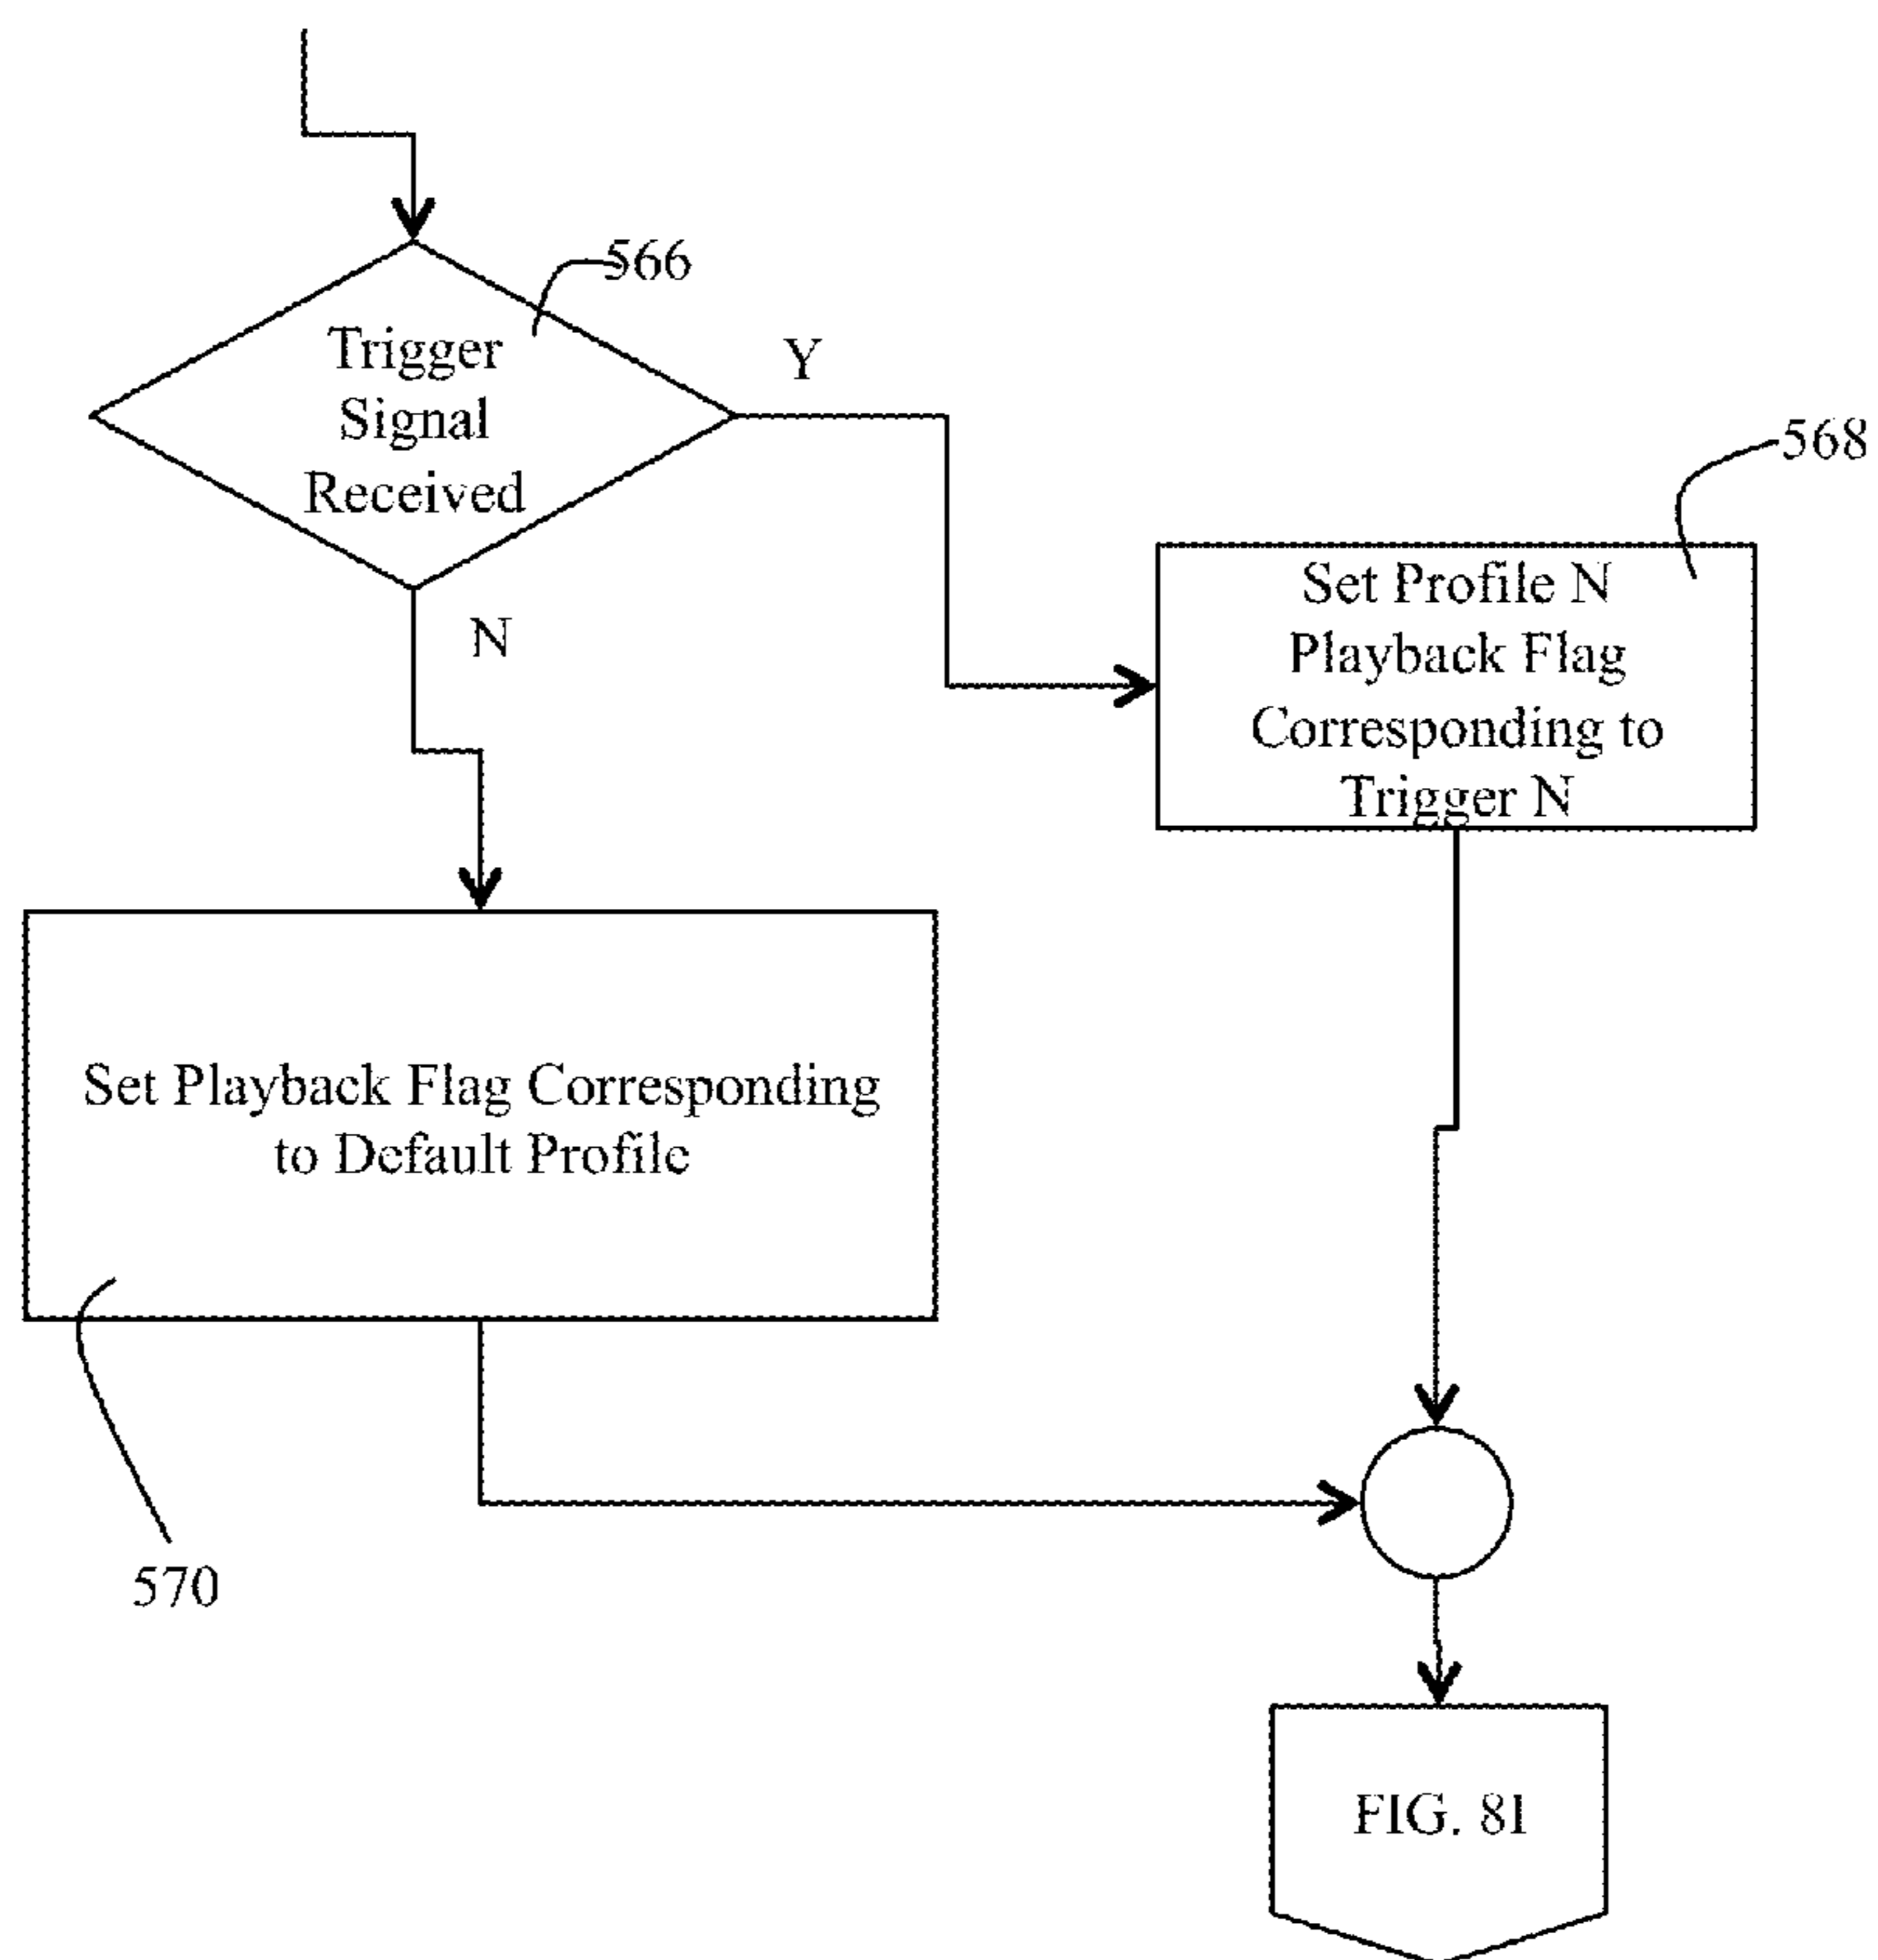 566
Trigger
Signal
Received
Y
N
568
Set Profile N
Playback Flag
Corresponding to
Trigger N
Set Playback Flag Corresponding
to Default Profile
570
FIG. 8I